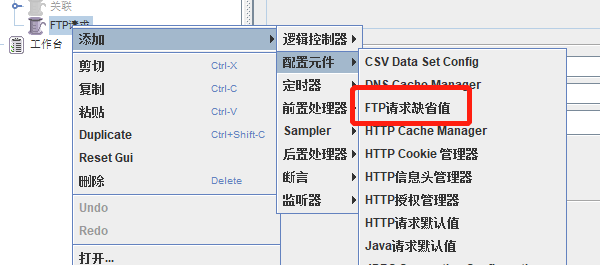 关联
FTP请求
工作台
添加
剪切 Ctrl-X
复制 Ctrl-C
粘贴 Ctrl-V
Duplicate Ctrl+Shift-C
Reset Gui
删除 Delete
Undo
Redo
打开...
逻辑控制器
配置元件
定时器
前置处理器
Sampler
后置处理器
断言
监听器
CSV Data Set Config
DNS Cache Manager
FTP请求缺省值
HTTP Cache Manager
HTTP Cookie 管理器
HTTP信息头管理器
HTTP授权管理器
HTTP请求默认值
Java请求默认值